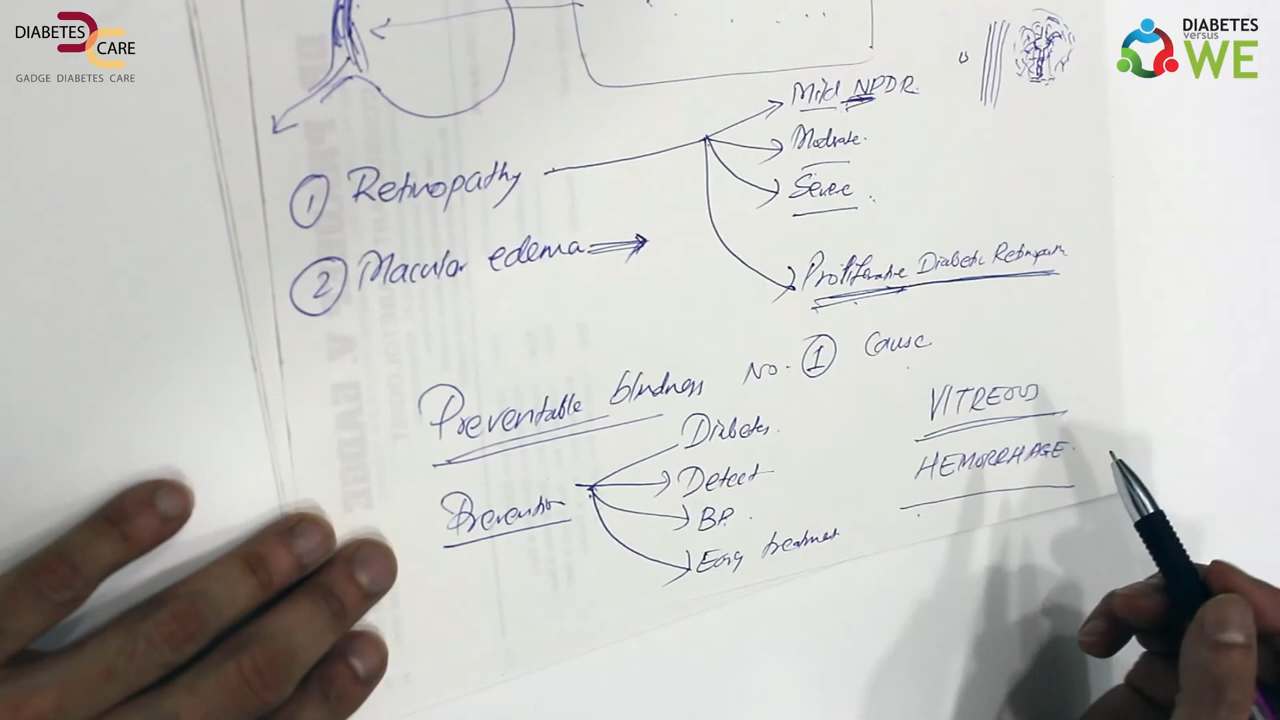 DIABETES
CARE
GADGE DIABETES CARE
DIABETES
versus
WE
Mild NPDR
Moderate.
Severe.
① Retinopathy
② Macular edema
Proliferative Diabetic Retinopath
Preventable blindness No. ① Cause.
Prevention
Diabetes.
Detect
BP.
Early treatment
VITREOUS
HEMORRHAGE.